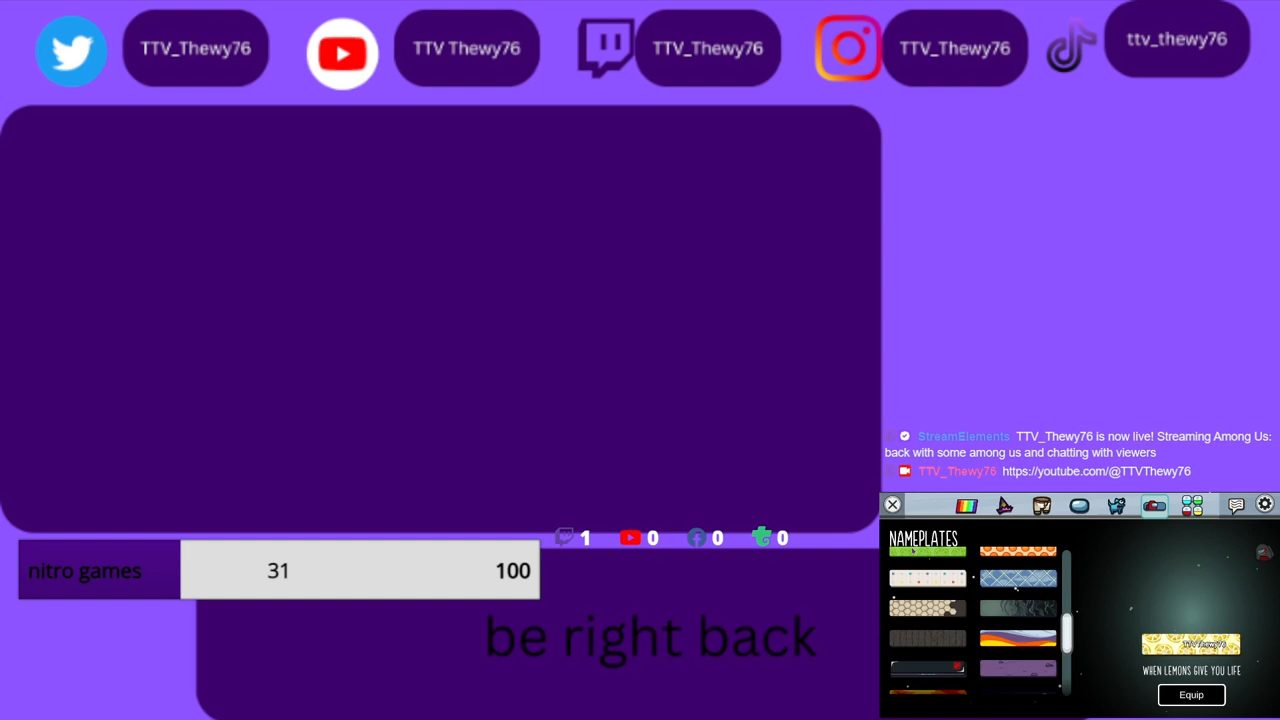 TTV_Thewy76
TTV Thewy76
TTV_Thewy76
TTV_Thewy76
ttv_thewy76
StreamElements TTV_Thewy76 is now live! Streaming Among Us:
back with some among us and chatting with viewers
TTV_Thewy76 https://youtube.com/@TTVThewy76
1 0 0 0
NAMEPLATES
nitro games 31 100
be right back
TTVThewy76
WHEN LEMONS GIVE YOU LIFE
Equip